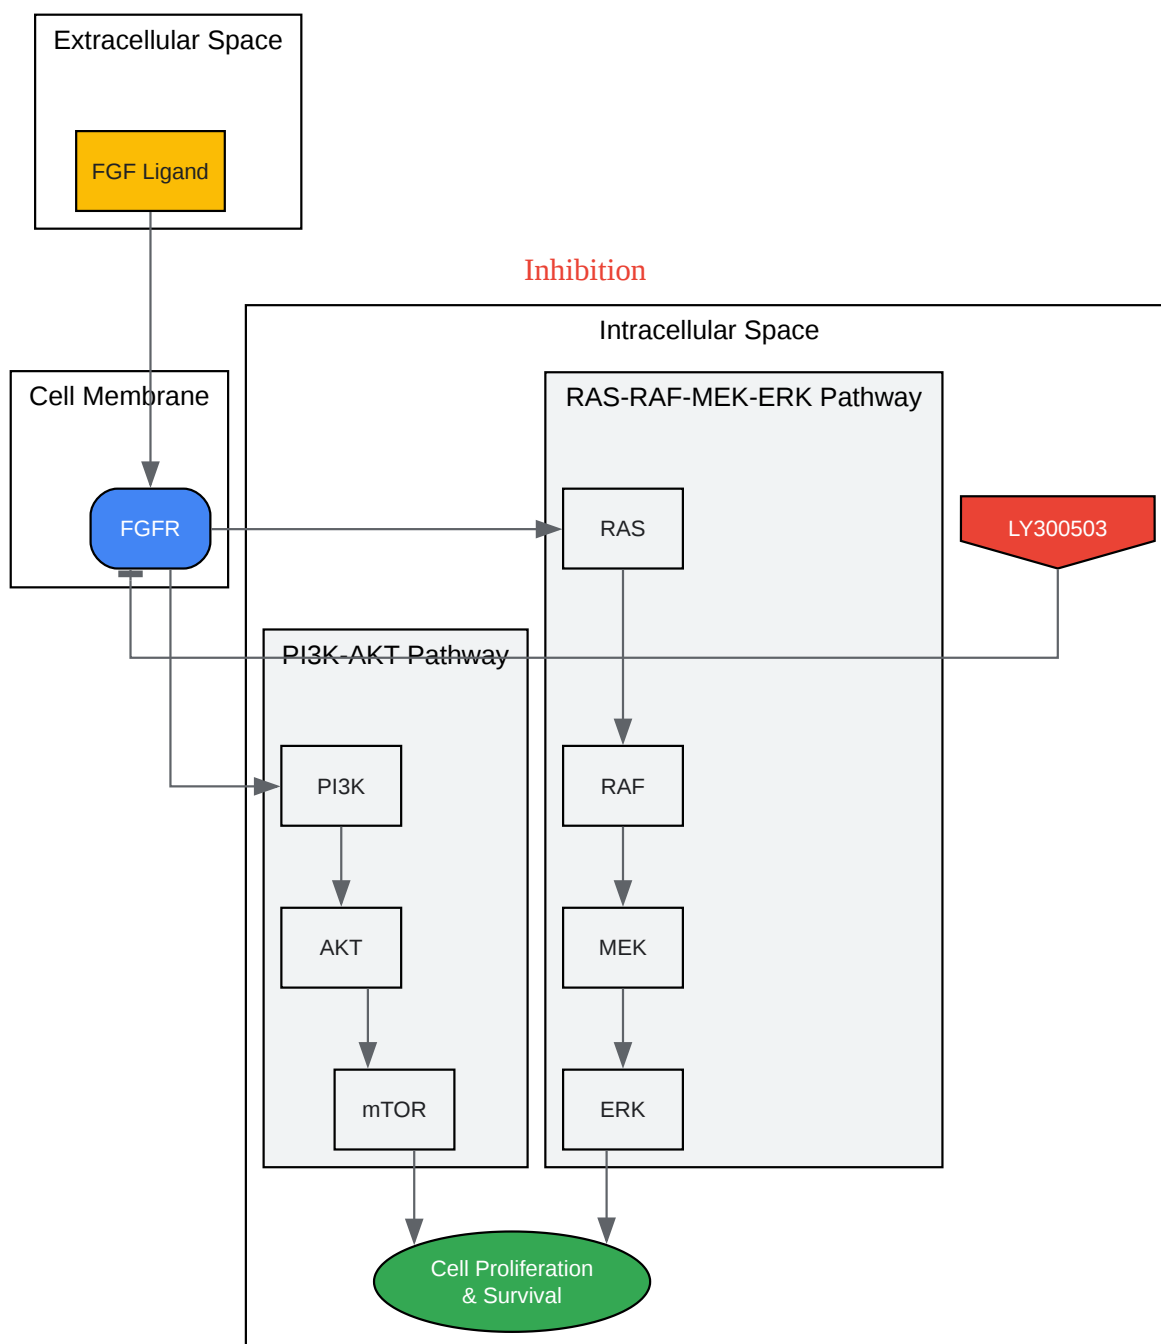 Extracellular Space
FGF Ligand
Inhibition
Intracellular Space
Cell Membrane
RAS-RAF-MEK-ERK Pathway
FGFR
RAS
LY300503
PI3K-AKT Pathway
PI3K
RAF
AKT
MEK
mTOR
ERK
Cell Proliferation
& Survival